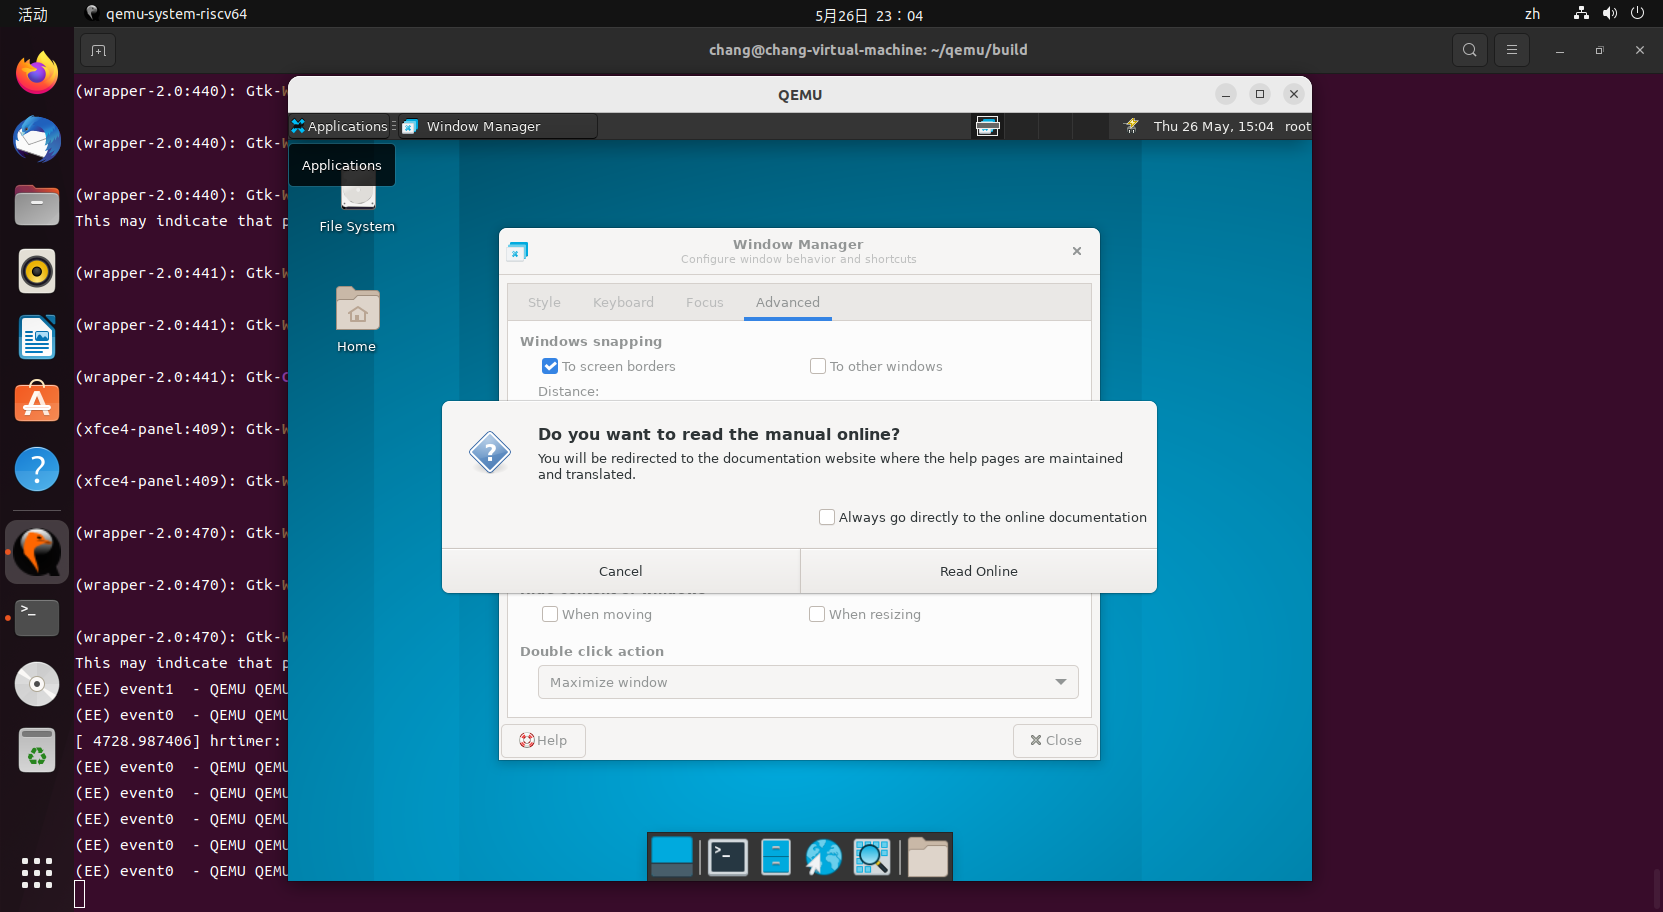 活动
qemu-system-riscv64
5月26日 23：04
zh
chang@chang-virtual-machine: ~/qemu/build
(wrapper-2.0:440): Gtk-W
(wrapper-2.0:440): Gtk-W
(wrapper-2.0:440): Gtk-W
This may indicate that p
(wrapper-2.0:441): Gtk-W
(wrapper-2.0:441): Gtk-W
(wrapper-2.0:441): Gtk-C
(xfce4-panel:409): Gtk-W
(xfce4-panel:409): Gtk-W
(wrapper-2.0:470): Gtk-W
(wrapper-2.0:470): Gtk-W
(wrapper-2.0:470): Gtk-W
This may indicate that p
(EE) event1  - QEMU QEMU
(EE) event0  - QEMU QEMU
[ 4728.987406] hrtimer:
(EE) event0  - QEMU QEMU
(EE) event0  - QEMU QEMU
(EE) event0  - QEMU QEMU
(EE) event0  - QEMU QEMU
(EE) event0  - QEMU QEMU
QEMU
Applications
Window Manager
Thu 26 May, 15:04
root
Applications
File System
Home
Window Manager
Configure window behavior and shortcuts
Style Keyboard Focus Advanced
Windows snapping
To screen borders
To other windows
Distance:
Do you want to read the manual online?
You will be redirected to the documentation website where the help pages are maintained
and translated.
Always go directly to the online documentation
Cancel
Read Online
When moving
When resizing
Double click action
Maximize window
Help
Close